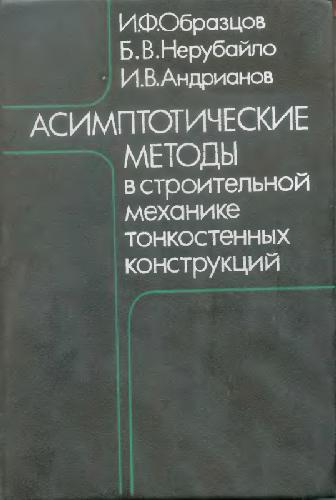 И.Ф.Образцов
Б.В.Нерубайло
И.В.Андрианов
АСИМПТОТИЧЕСКИЕ
МЕТОДЫ
в строительной
механике
тонкостенных
конструкций